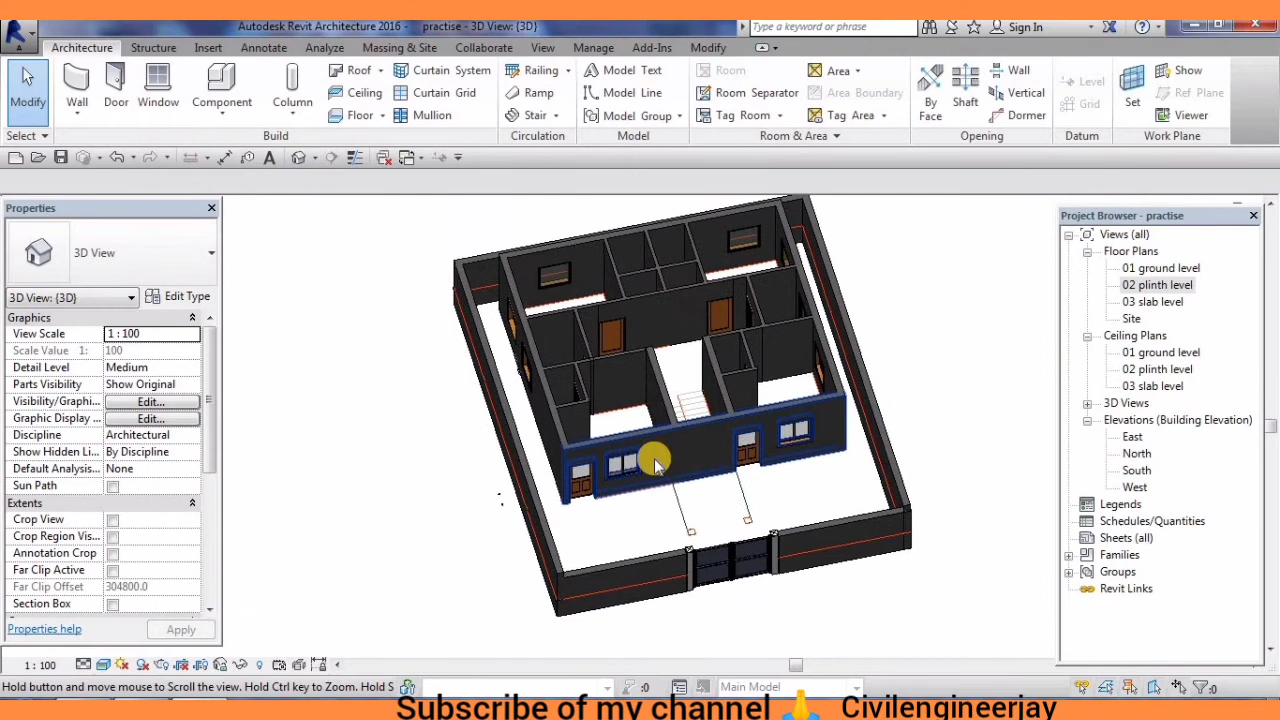 Autodesk Revit Architecture 2016 - practise - 3D View: {3D}
Type a keyword or phrase
Sign In
Architecture Structure Insert Annotate Analyze Massing & Site Collaborate View Manage Add-Ins Modify
Modify Wall Door Window Component Column
Roof Ceiling Floor
Curtain System Curtain Grid Mullion
Railing Ramp Stair
Model Text Model Line Model Group
Room Room Separator Tag Room
Area Area Boundary Tag Area
By Face Shaft Wall Vertical Dormer
Level Grid
Set Show Ref Plane Viewer
Select Build Circulation Model Room & Area Opening Datum Work Plane
Properties
3D View
3D View: {3D} Edit Type
Graphics
View Scale 1 : 100
Scale Value 1: 100
Detail Level Medium
Parts Visibility Show Original
Visibility/Graphi... Edit...
Graphic Display ... Edit...
Discipline Architectural
Show Hidden Li... By Discipline
Default Analysis... None
Sun Path
Extents
Crop View
Crop Region Vis...
Annotation Crop
Far Clip Active
Far Clip Offset 304800.0
Section Box
Properties help Apply
Project Browser - practise
Views (all)
Floor Plans
01 ground level
02 plinth level
03 slab level
Site
Ceiling Plans
01 ground level
02 plinth level
03 slab level
3D Views
Elevations (Building Elevation)
East
North
South
West
Legends
Schedules/Quantities
Sheets (all)
Families
Groups
Revit Links
1 : 100
Hold button and move mouse to Scroll the view. Hold Ctrl key to Zoom. Hold S
:0
Main Model
:0
Subscribe of my channel 🙏 Civilengineerjay